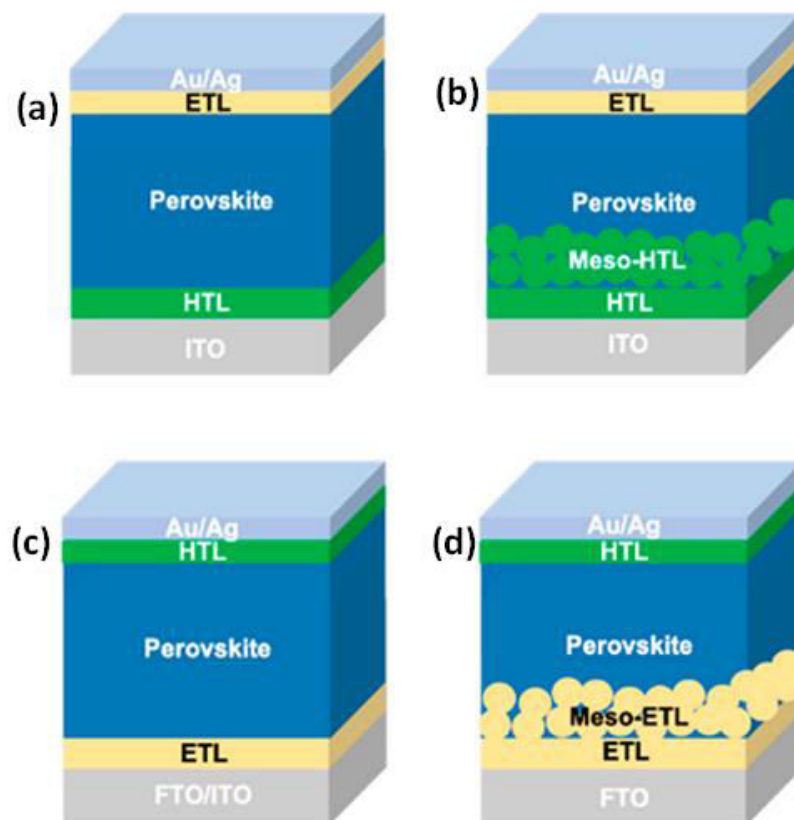 (a)
Au/Ag
ETL
Perovskite
HTL
ITO
(b)
Au/Ag
ETL
Perovskite
Meso-HTL
HTL
ITO
(c)
Au/Ag
HTL
Perovskite
ETL
FTO/ITO
(d)
Au/Ag
HTL
Perovskite
Meso-ETL
ETL
FTO